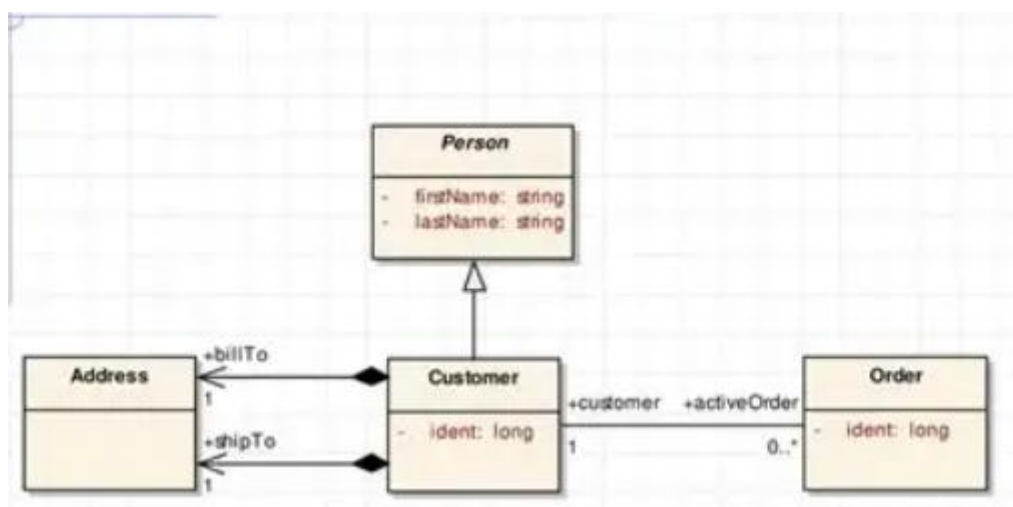 Person
- firstName: string
- lastName: string
+billTo
Address
1
Customer
Order
+customer
+activeOrder
+shipTo
- ident: long
1
0..*
- ident: long
1